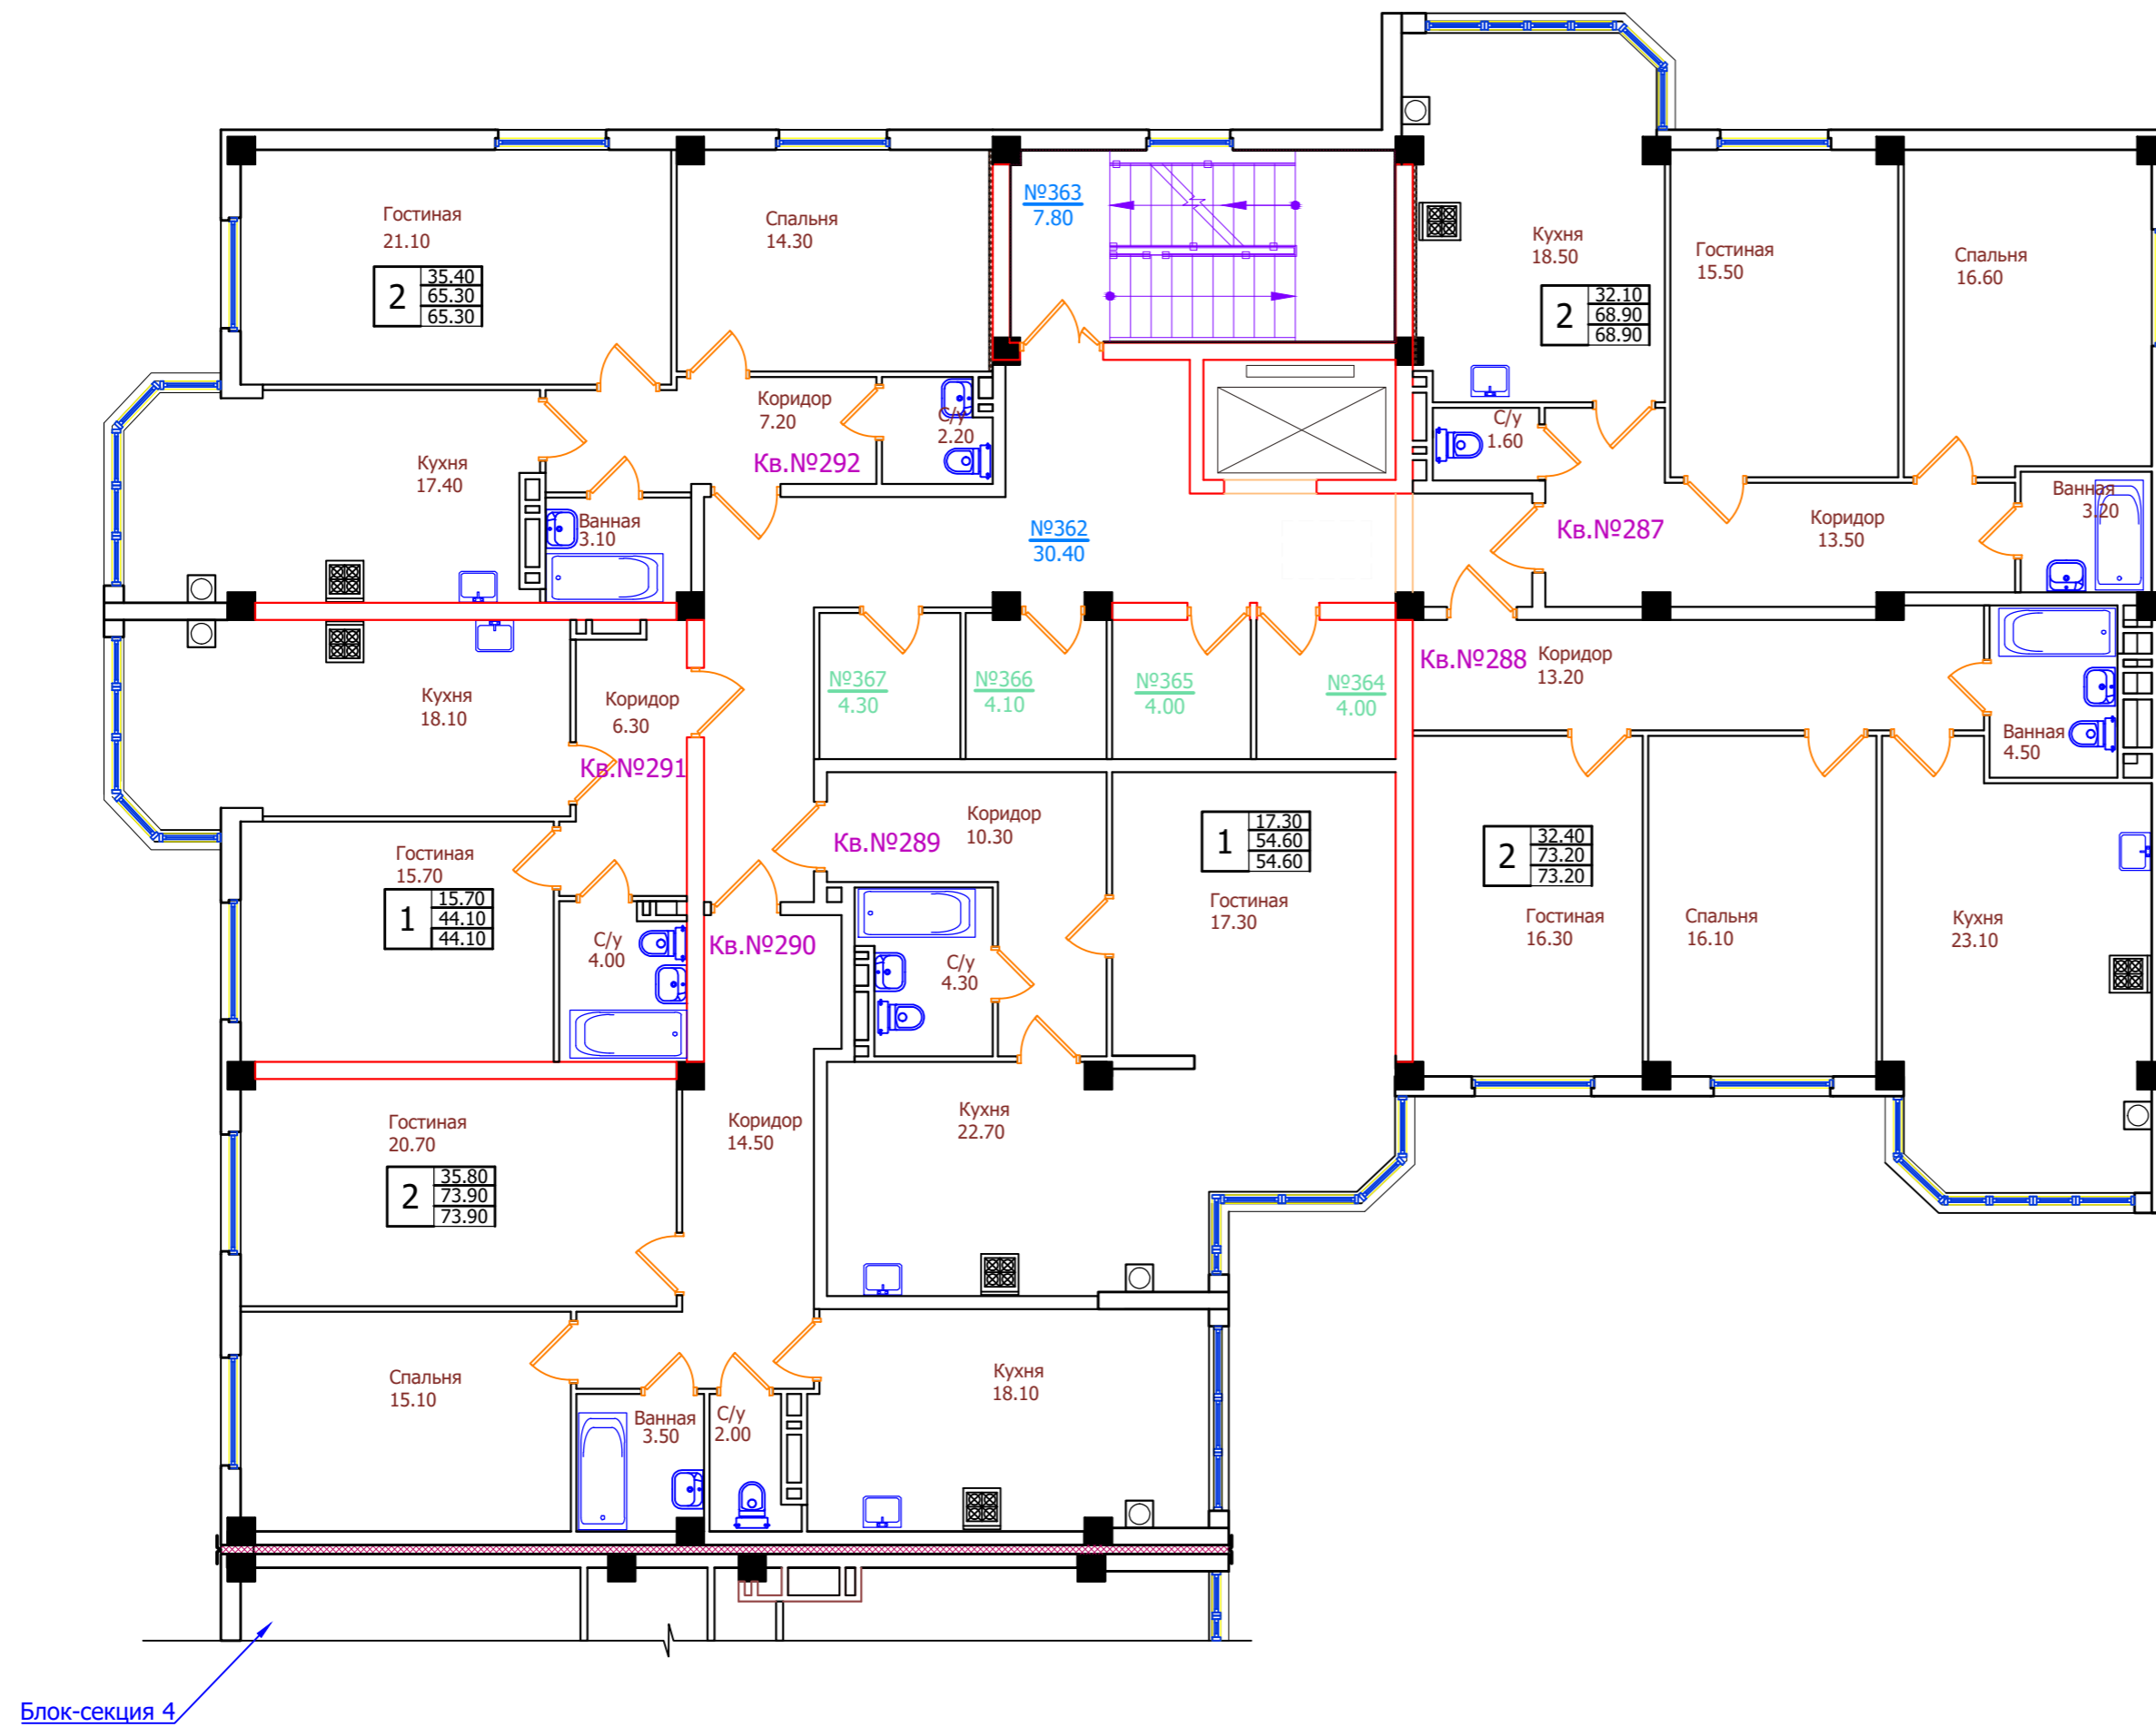 Гостиная
21.10
2
35.40
65.30
65.30
Спальня
14.30
№363
7.80
Кухня
18.50
2
32.10
68.90
68.90
Гостиная
15.50
Спальня
16.60
Коридор
7.20
С/у
2.20
Кв.№292
Кухня
17.40
Ванная
3.10
№362
30.40
С/у
1.60
Кв.№287
Коридор
13.50
Ванная
3.20
Кухня
18.10
Коридор
6.30
Кв.№291
№367
4.30
№366
4.10
№365
4.00
№364
4.00
Кв.№288
Коридор
13.20
Ванная
4.50
Гостиная
15.70
1
15.70
44.10
44.10
С/у
4.00
Кв.№289
Коридор
10.30
1
17.30
54.60
54.60
Гостиная
17.30
2
32.40
73.20
73.20
Гостиная
16.30
Спальня
16.10
Кухня
23.10
Кв.№290
С/у
4.30
Гостиная
20.70
2
35.80
73.90
73.90
Коридор
14.50
Кухня
22.70
Спальня
15.10
Ванная
3.50
С/у
2.00
Кухня
18.10
Блок-секция 4